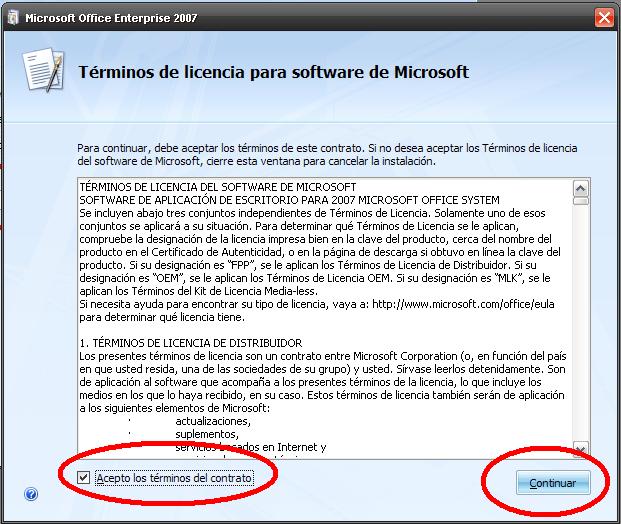 Microsoft Office Enterprise 2007
Términos de licencia para software de Microsoft
Para continuar, debe aceptar los términos de este contrato. Si no desea aceptar los Términos de licencia
del software de Microsoft, cierre esta ventana para cancelar la instalación.
TÉRMINOS DE LICENCIA DEL SOFTWARE DE MICROSOFT
SOFTWARE DE APLICACIÓN DE ESCRITORIO PARA 2007 MICROSOFT OFFICE SYSTEM
Se incluyen abajo tres conjuntos independientes de Términos de Licencia. Solamente uno de esos
conjuntos se aplicará a su situación. Para determinar qué Términos de Licencia se le aplican,
compruebe la designación de la licencia impresa bien en la clave del producto, cerca del nombre del
producto en el Certificado de Autenticidad, o en la página de descarga si obtuvo en línea la clave del
producto. Si su designación es "FPP", se le aplican los Términos de Licencia de Distribuidor. Si su
designación es "OEM", se le aplican los Términos de Licencia OEM. Si su designación es "MLK", se le
aplican los Términos del Kit de Licencia Media-less.
Si necesita ayuda para encontrar su tipo de licencia, vaya a: http://www.microsoft.com/office/eula
para determinar qué licencia tiene.
1. TÉRMINOS DE LICENCIA DE DISTRIBUIDOR
Los presentes términos de licencia son un contrato entre Microsoft Corporation (o, en función del país
en que usted resida, una de las sociedades de su grupo) y usted. Sírvase leerlos detenidamente. Son
de aplicación al software que acompaña a los presentes términos de la licencia, lo que incluye los
medios en los que lo haya recibido, en su caso. Estos términos de licencia también serán de aplicación
a los siguientes elementos de Microsoft:
· actualizaciones,
· suplementos,
· servicios basados en Internet y
Acepto los términos del contrato
Continuar